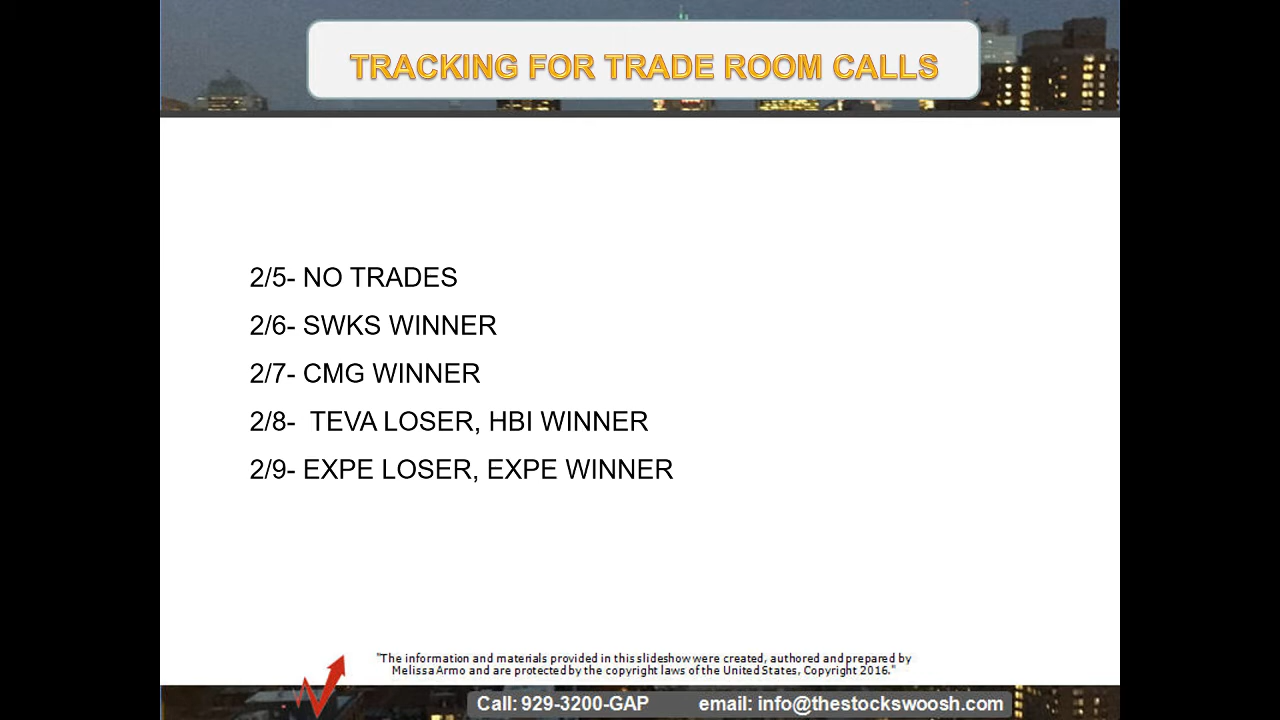 TRACKING FOR TRADE ROOM CALLS
2/5- NO TRADES
2/6- SWKS WINNER
2/7- CMG WINNER
2/8-  TEVA LOSER, HBI WINNER
2/9- EXPE LOSER, EXPE WINNER
"The information and materials provided in this slideshow were created, authored and prepared by
Melissa Armo and are protected by the copyright laws of the United States, Copyright 2016."
Call: 929-3200-GAP email: info@thestockswoosh.com